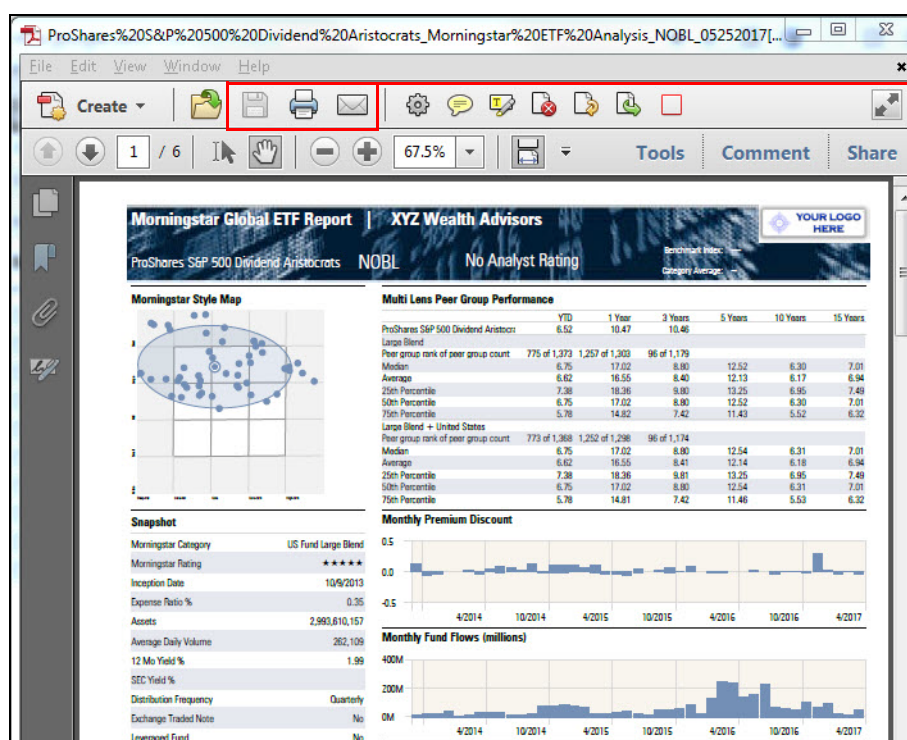 ProShares%20S&P%20500%20Dividend%20Aristocrats_Morningstar%20ETF%20Analysis_NOBL_05252017[...
File Edit View Window Help
Create
1 / 6 67.5% Tools Comment Share
Morningstar Global ETF Report | XYZ Wealth Advisors
YOUR LOGO
HERE
ProShares S&P 500 Dividend Aristocrats NOBL No Analyst Rating
Benchmark Index: —
Category Average: —
Morningstar Style Map
Multi Lens Peer Group Performance
YTD 1 Year 3 Years 5 Years 10 Years 15 Years
ProShares S&P 500 Dividend Aristocra 6.52 10.47 10.46
Large Blend
Peer group rank of peer group count 775 of 1,373 1,257 of 1,303 96 of 1,179
Median 6.75 17.02 8.80 12.52 6.30 7.01
Average 6.62 16.55 8.40 12.13 6.17 6.94
25th Percentile 7.38 18.36 9.80 13.25 6.95 7.49
50th Percentile 6.75 17.02 8.80 12.52 6.30 7.01
75th Percentile 5.78 14.82 7.42 11.43 5.52 6.32
Large Blend + United States
Peer group rank of peer group count 773 of 1,368 1,252 of 1,298 96 of 1,174
Median 6.75 17.02 8.80 12.54 6.31 7.01
Average 6.62 16.55 8.41 12.14 6.18 6.94
25th Percentile 7.38 18.36 9.81 13.25 6.95 7.49
50th Percentile 6.75 17.02 8.80 12.54 6.31 7.01
75th Percentile 5.78 14.81 7.42 11.46 5.53 6.32
Snapshot
Morningstar Category US Fund Large Blend
Morningstar Rating ★★★★★
Inception Date 10/9/2013
Expense Ratio % 0.35
Assets 2,993,610,157
Average Daily Volume 262,109
12 Mo Yield % 1.99
SEC Yield %
Distribution Frequency Quarterly
Exchange Traded Note No
Leveraged Fund No
Monthly Premium Discount
0.5
0.0
-0.5
4/2014 10/2014 4/2015 10/2015 4/2016 10/2016 4/2017
Monthly Fund Flows (millions)
400M
200M
0M
4/2014 10/2014 4/2015 10/2015 4/2016 10/2016 4/2017